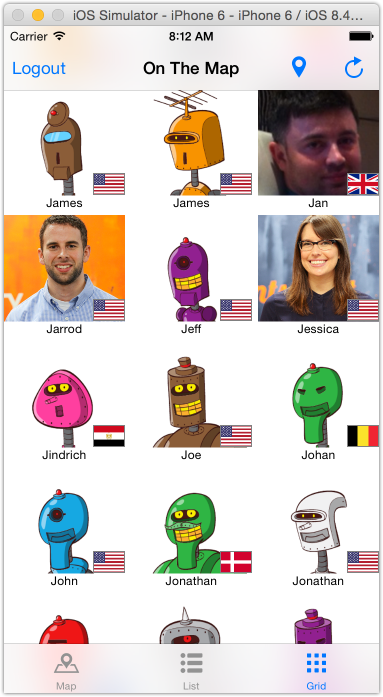 iOS Simulator - iPhone 6 - iPhone 6 / iOS 8.4...
Carrier 8:12 AM
Logout On The Map
James James Jan
Jarrod Jeff Jessica
Jindrich Joe Johan
John Jonathan Jonathan
Map List Grid